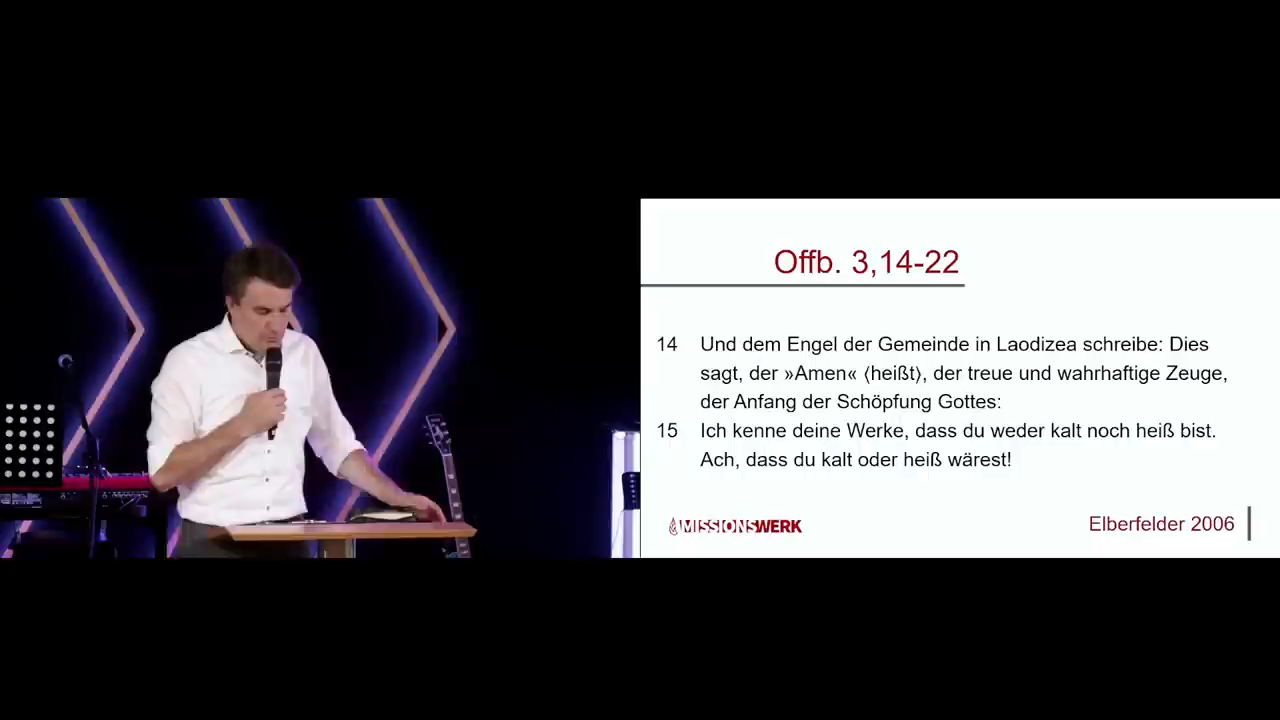 Offb. 3,14-22
14 Und dem Engel der Gemeinde in Laodizea schreibe: Dies
sagt, der »Amen« ⟨heißt⟩, der treue und wahrhaftige Zeuge,
der Anfang der Schöpfung Gottes:
15 Ich kenne deine Werke, dass du weder kalt noch heiß bist.
Ach, dass du kalt oder heiß wärest!
MISSIONSWERK
Elberfelder 2006